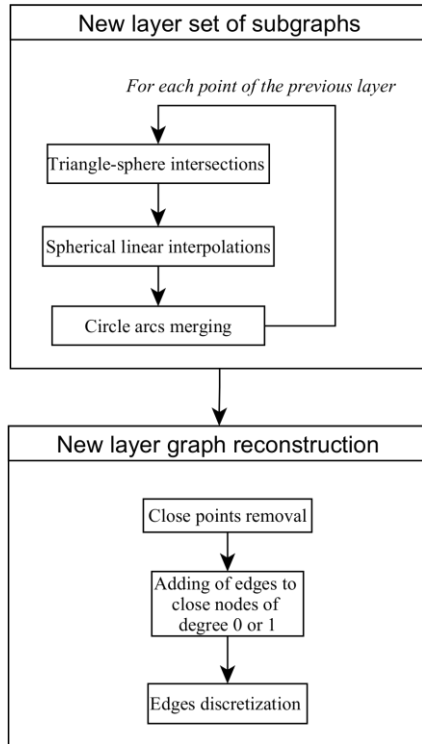 New layer set of subgraphs
For each point of the previous layer
Triangle-sphere intersections
Spherical linear interpolations
Circle arcs merging
New layer graph reconstruction
Close points removal
Adding of edges to
close nodes of
degree 0 or 1
Edges discretization